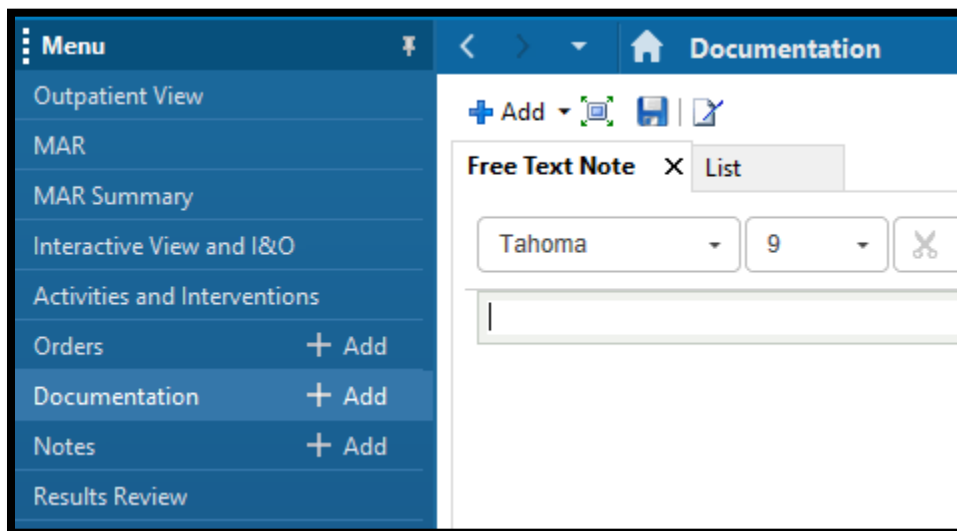 Menu
Outpatient View
MAR
MAR Summary
Interactive View and I&O
Activities and Interventions
Orders + Add
Documentation + Add
Notes + Add
Results Review
Documentation
Add
Free Text Note X List
Tahoma 9